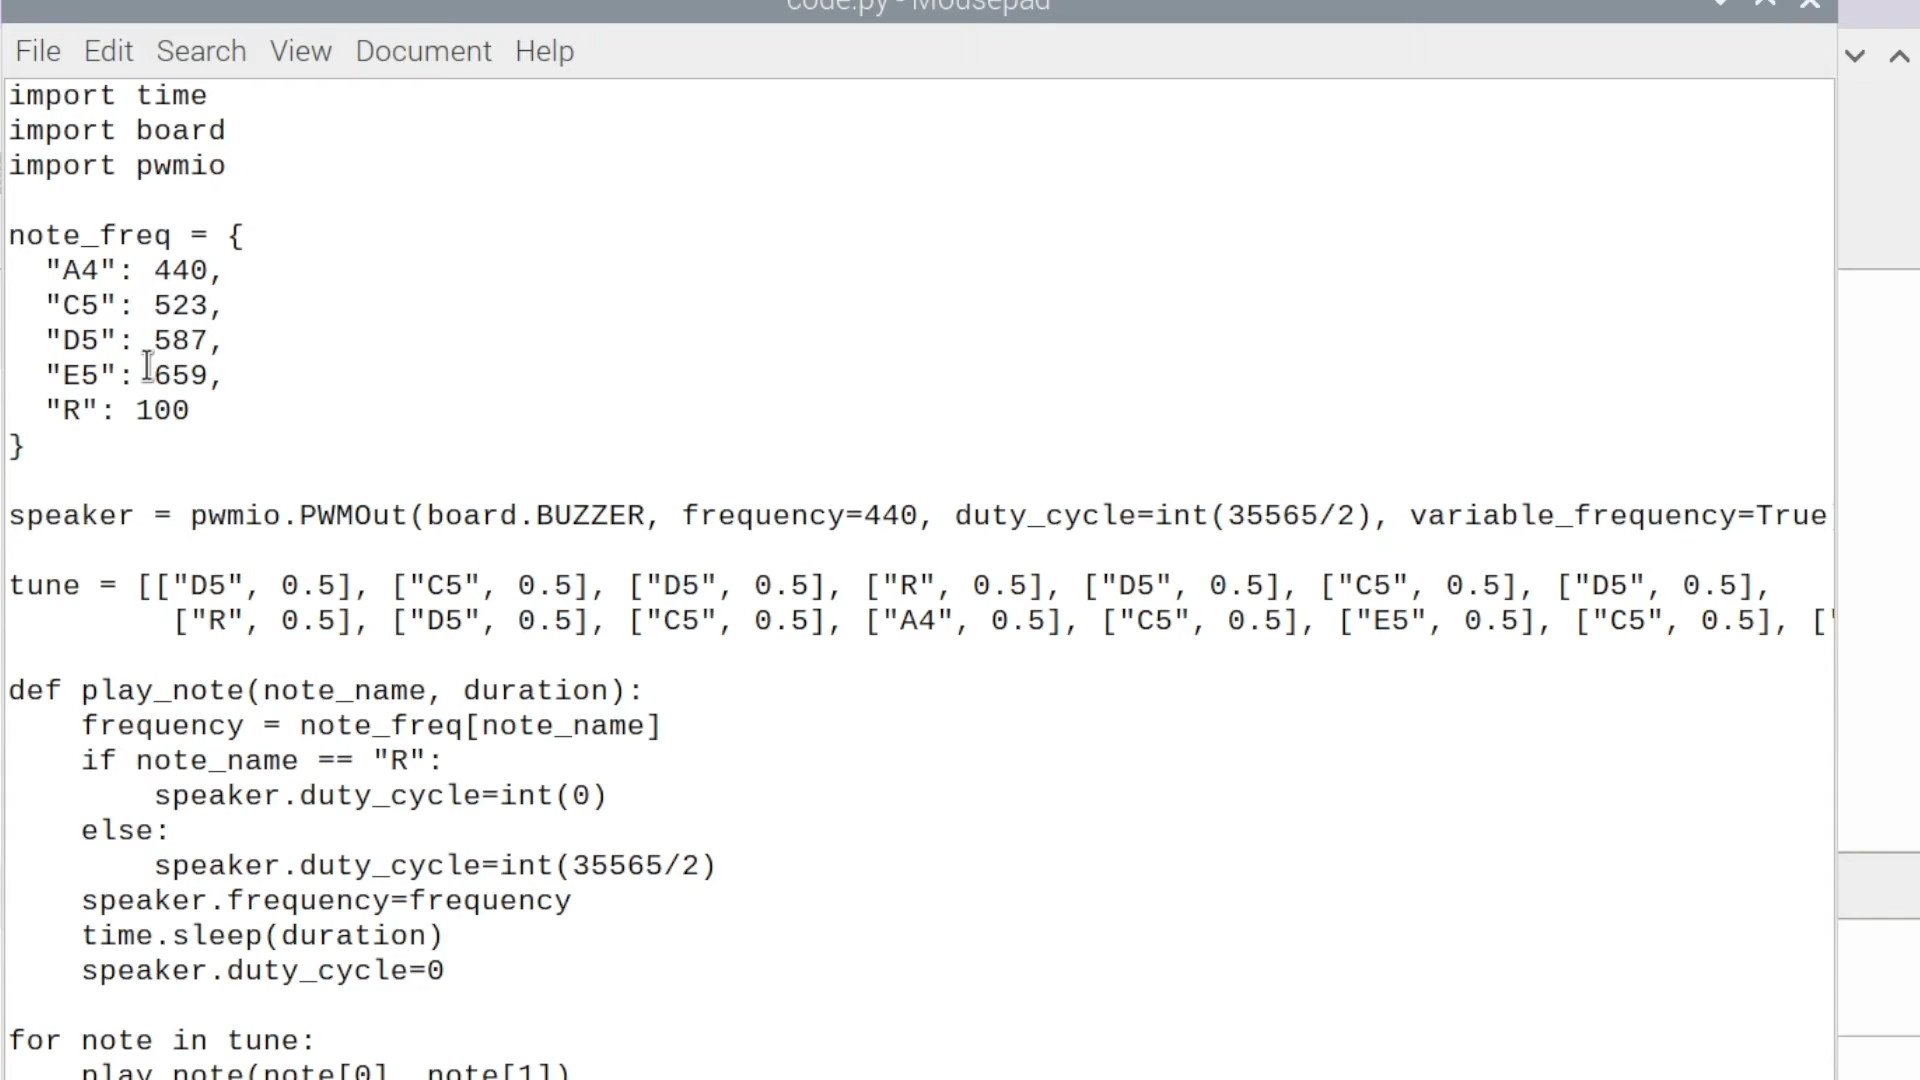 code.py - Mousepad
File Edit Search View Document Help
import time
import board
import pwmio
note_freq = {
  "A4": 440,
  "C5": 523,
  "D5": 587,
  "E5": 659,
  "R": 100
}
speaker = pwmio.PWMOut(board.BUZZER, frequency=440, duty_cycle=int(35565/2), variable_frequency=True
tune = [["D5", 0.5], ["C5", 0.5], ["D5", 0.5], ["R", 0.5], ["D5", 0.5], ["C5", 0.5], ["D5", 0.5],
         ["R", 0.5], ["D5", 0.5], ["C5", 0.5], ["A4", 0.5], ["C5", 0.5], ["E5", 0.5], ["C5", 0.5], ["
def play_note(note_name, duration):
    frequency = note_freq[note_name]
    if note_name == "R":
        speaker.duty_cycle=int(0)
    else:
        speaker.duty_cycle=int(35565/2)
    speaker.frequency=frequency
    time.sleep(duration)
    speaker.duty_cycle=0
for note in tune:
    play_note(note[0], note[1])